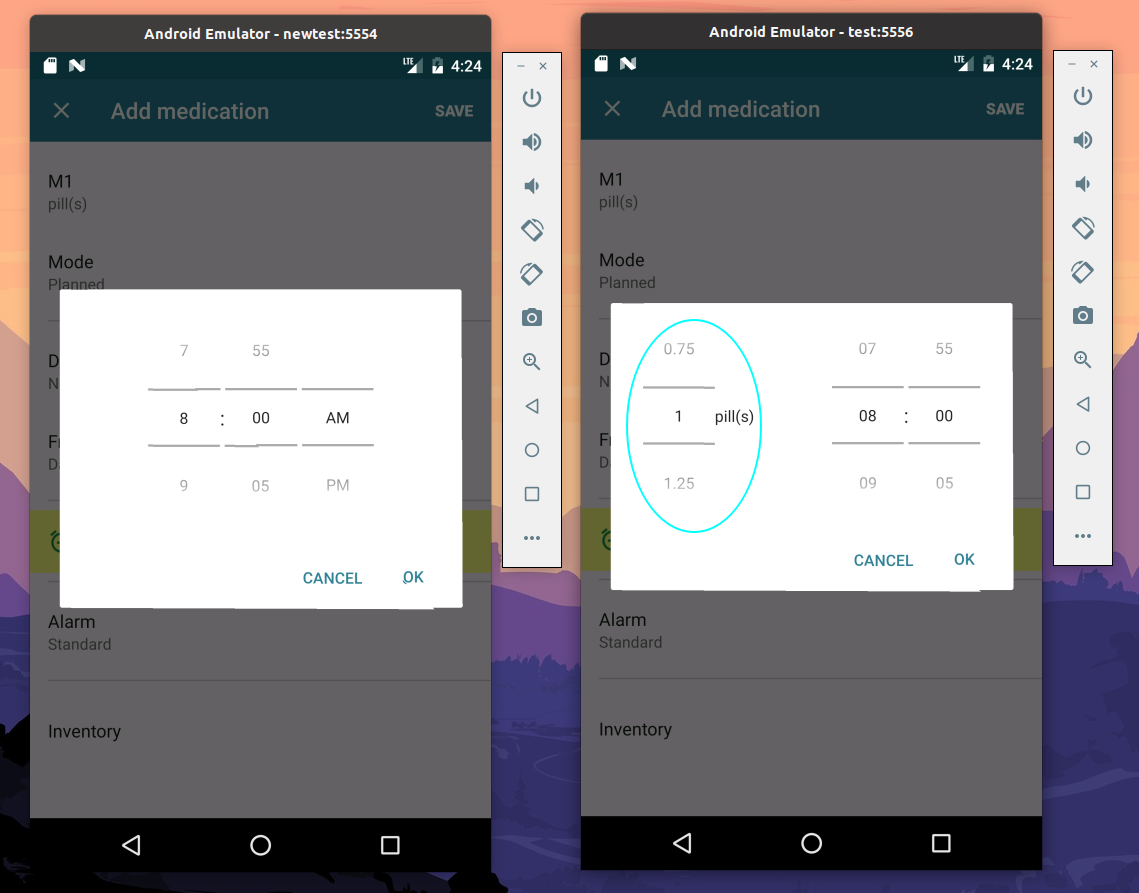 Android Emulator - newtest:5554
LTE 4:24
Add medication SAVE
M1
pill(s)
Mode
Planned
D
N
Fr
Da
7 55
8 : 00 AM
9 05 PM
CANCEL OK
Alarm
Standard
Inventory
Android Emulator - test:5556
LTE 4:24
Add medication SAVE
M1
pill(s)
Mode
Planned
D
N
Fr
Da
0.75 07 55
1 pill(s) 08 : 00
1.25 09 05
CANCEL OK
Alarm
Standard
Inventory